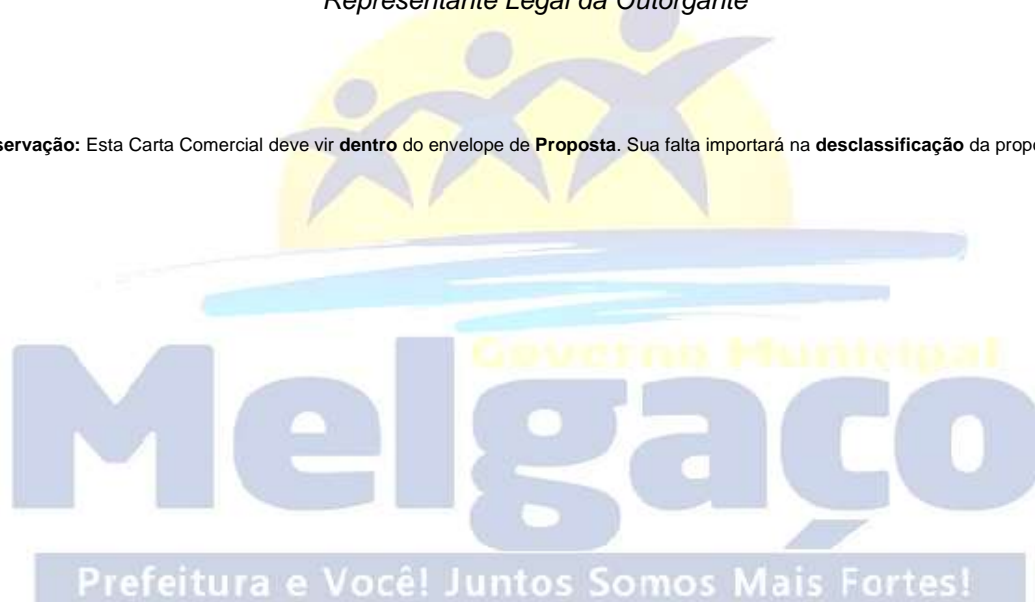 Representante Legal da Outorgante
servação: Esta Carta Comercial deve vir dentro do envelope de Proposta. Sua falta importará na desclassificação da propo
Governo Municipal
Melgaço
Prefeitura e Você! Juntos Somos Mais Fortes!